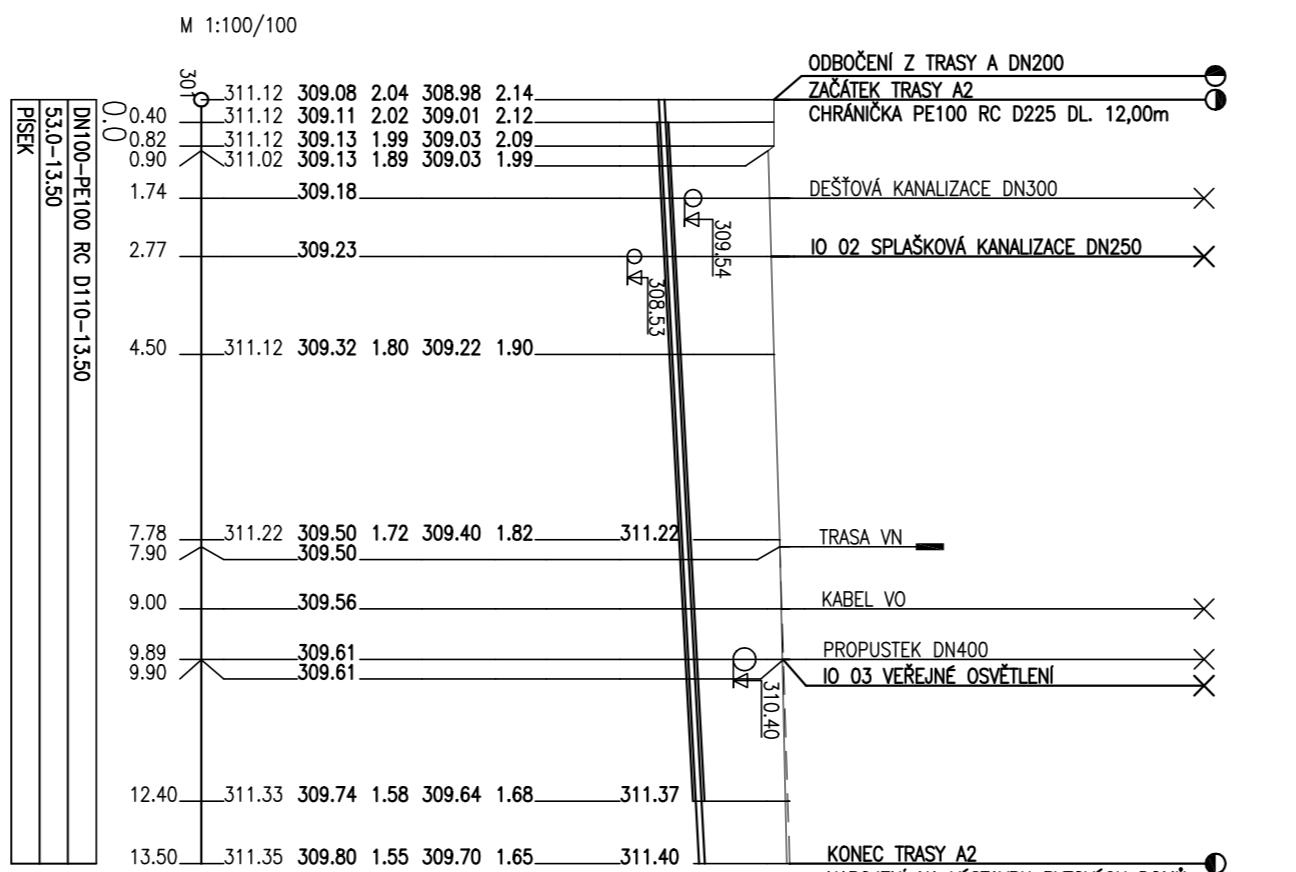 M 1:100/100
ODBOČENÍ Z TRASY A DN200
311.12 309.08 2.04 308.98 2.14 ZAČÁTEK TRASY A2
0.40 311.12 309.11 2.02 309.01 2.12 CHRÁNIČKA PE100 RC D225 DL. 12,00m
0.0
0.82 311.12 309.13 1.99 309.03 2.09
0.90 311.02 309.13 1.89 309.03 1.99
1.74 309.18 DEŠŤOVÁ KANALIZACE DN300
309.54
2.77 309.23 IO 02 SPLAŠKOVÁ KANALIZACE DN250
308.53
4.50 311.12 309.32 1.80 309.22 1.90
7.78 311.22 309.50 1.72 309.40 1.82 311.22 TRASA VN
7.90 309.50
9.00 309.56 KABEL VO
9.89 309.61 PROPUSTEK DN400
9.90 309.61 IO 03 VEŘEJNÉ OSVĚTLENÍ
310.40
12.40 311.33 309.74 1.58 309.64 1.68 311.37
13.50 311.35 309.80 1.55 309.70 1.65 311.40 KONEC TRASY A2
DN100-PE100 RC D110-13.50
53.0-13.50
PÍSEK